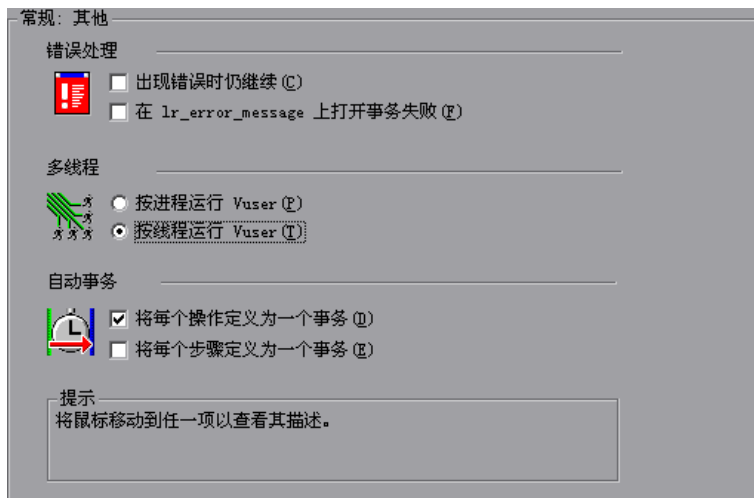 常规: 其他
错误处理
出现错误时仍继续(C)
在 lr_error_message 上打开事务失败(F)
多线程
按进程运行 Vuser(P)
按线程运行 Vuser(T)
自动事务
将每个操作定义为一个事务(D)
将每个步骤定义为一个事务(E)
提示
将鼠标移动到任一项以查看其描述。